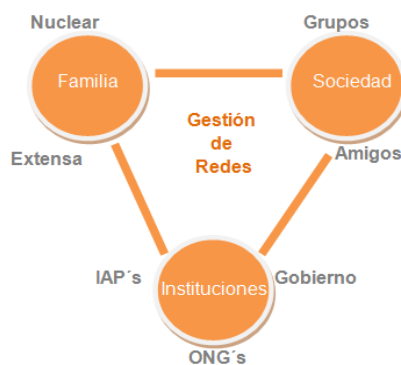 Nuclear
Grupos
Familia
Sociedad
Gestión
de
Redes
Extensa
Amigos
IAP´s
Instituciones
Gobierno
ONG´s